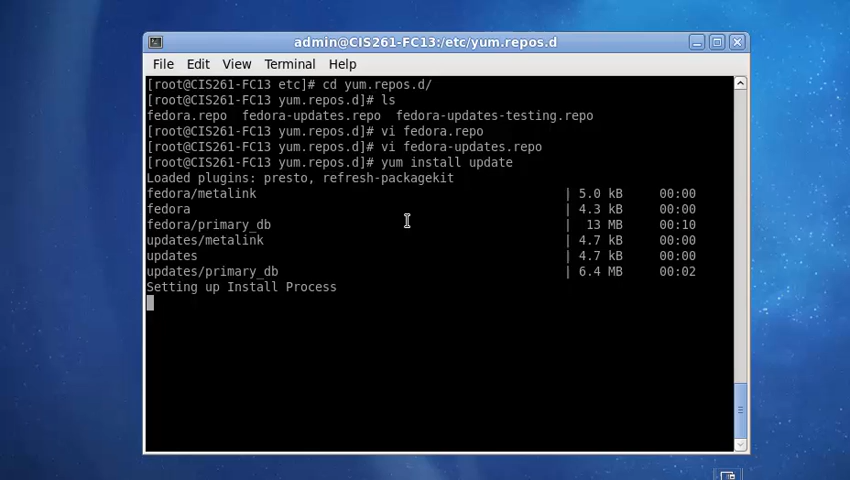 admin@CIS261-FC13:/etc/yum.repos.d
File Edit View Terminal Help
[root@CIS261-FC13 etc]# cd yum.repos.d/
[root@CIS261-FC13 yum.repos.d]# ls
fedora.repo  fedora-updates.repo  fedora-updates-testing.repo
[root@CIS261-FC13 yum.repos.d]# vi fedora.repo
[root@CIS261-FC13 yum.repos.d]# vi fedora-updates.repo
[root@CIS261-FC13 yum.repos.d]# yum install update
Loaded plugins: presto, refresh-packagekit
fedora/metalink | 5.0 kB 00:00
fedora | 4.3 kB 00:00
fedora/primary_db | 13 MB 00:10
updates/metalink | 4.7 kB 00:00
updates | 4.7 kB 00:00
updates/primary_db | 6.4 MB 00:02
Setting up Install Process